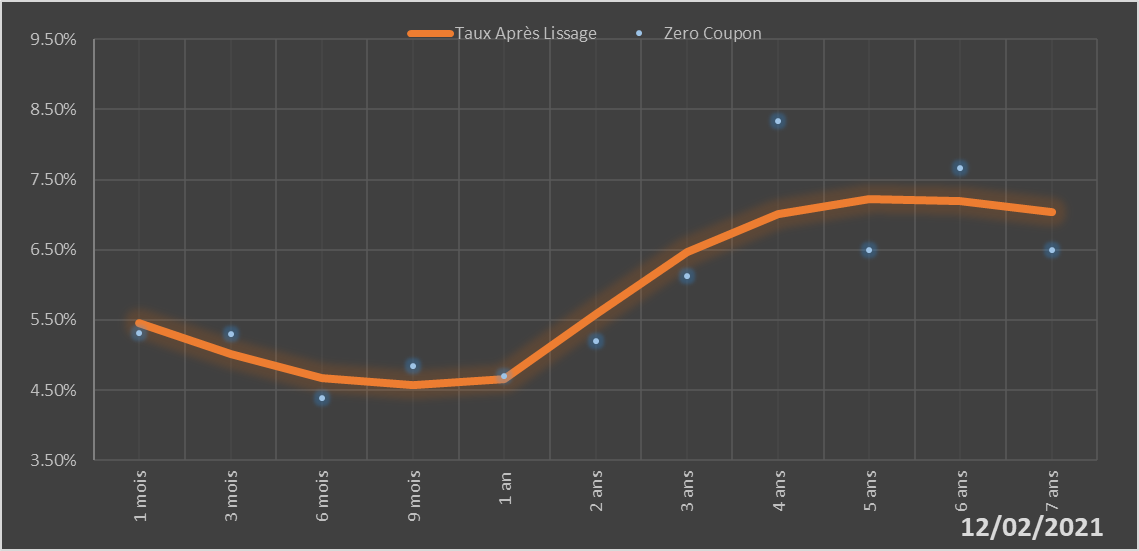 Taux Après Lissage
Zero Coupon
9.50%
8.50%
7.50%
6.50%
5.50%
4.50%
3.50%
1 mois
3 mois
6 mois
9 mois
1 an
2 ans
3 ans
4 ans
5 ans
6 ans
7 ans
12/02/2021